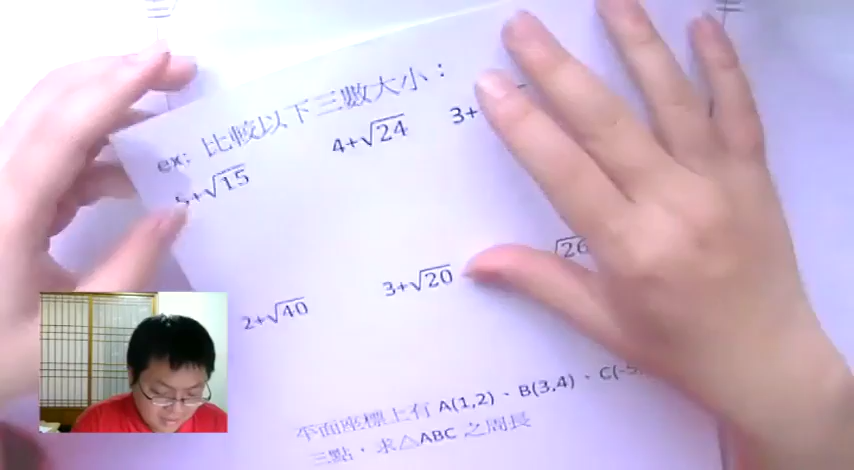 ex: 比較以下三數大小：
5+√15 4+√24 3+
2+√40 3+√20 √26
平面座標上有 A(1,2)、B(3,4)、C(-5,
三點，求△ABC 之周長